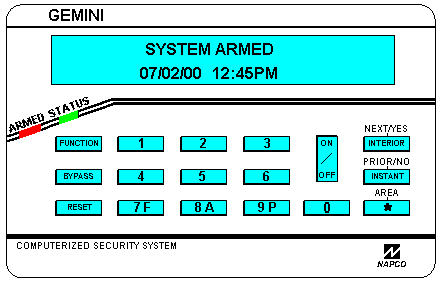 GEMINI
SYSTEM ARMED
07/02/00 12:45PM
ARMED STATUS
NEXT/YES
FUNCTION 1 2 3 ON / OFF INTERIOR
PRIOR/NO
BYPASS 4 5 6 INSTANT
AREA
RESET 7 F 8 A 9 P 0 *
COMPUTERIZED SECURITY SYSTEM
NAPCO